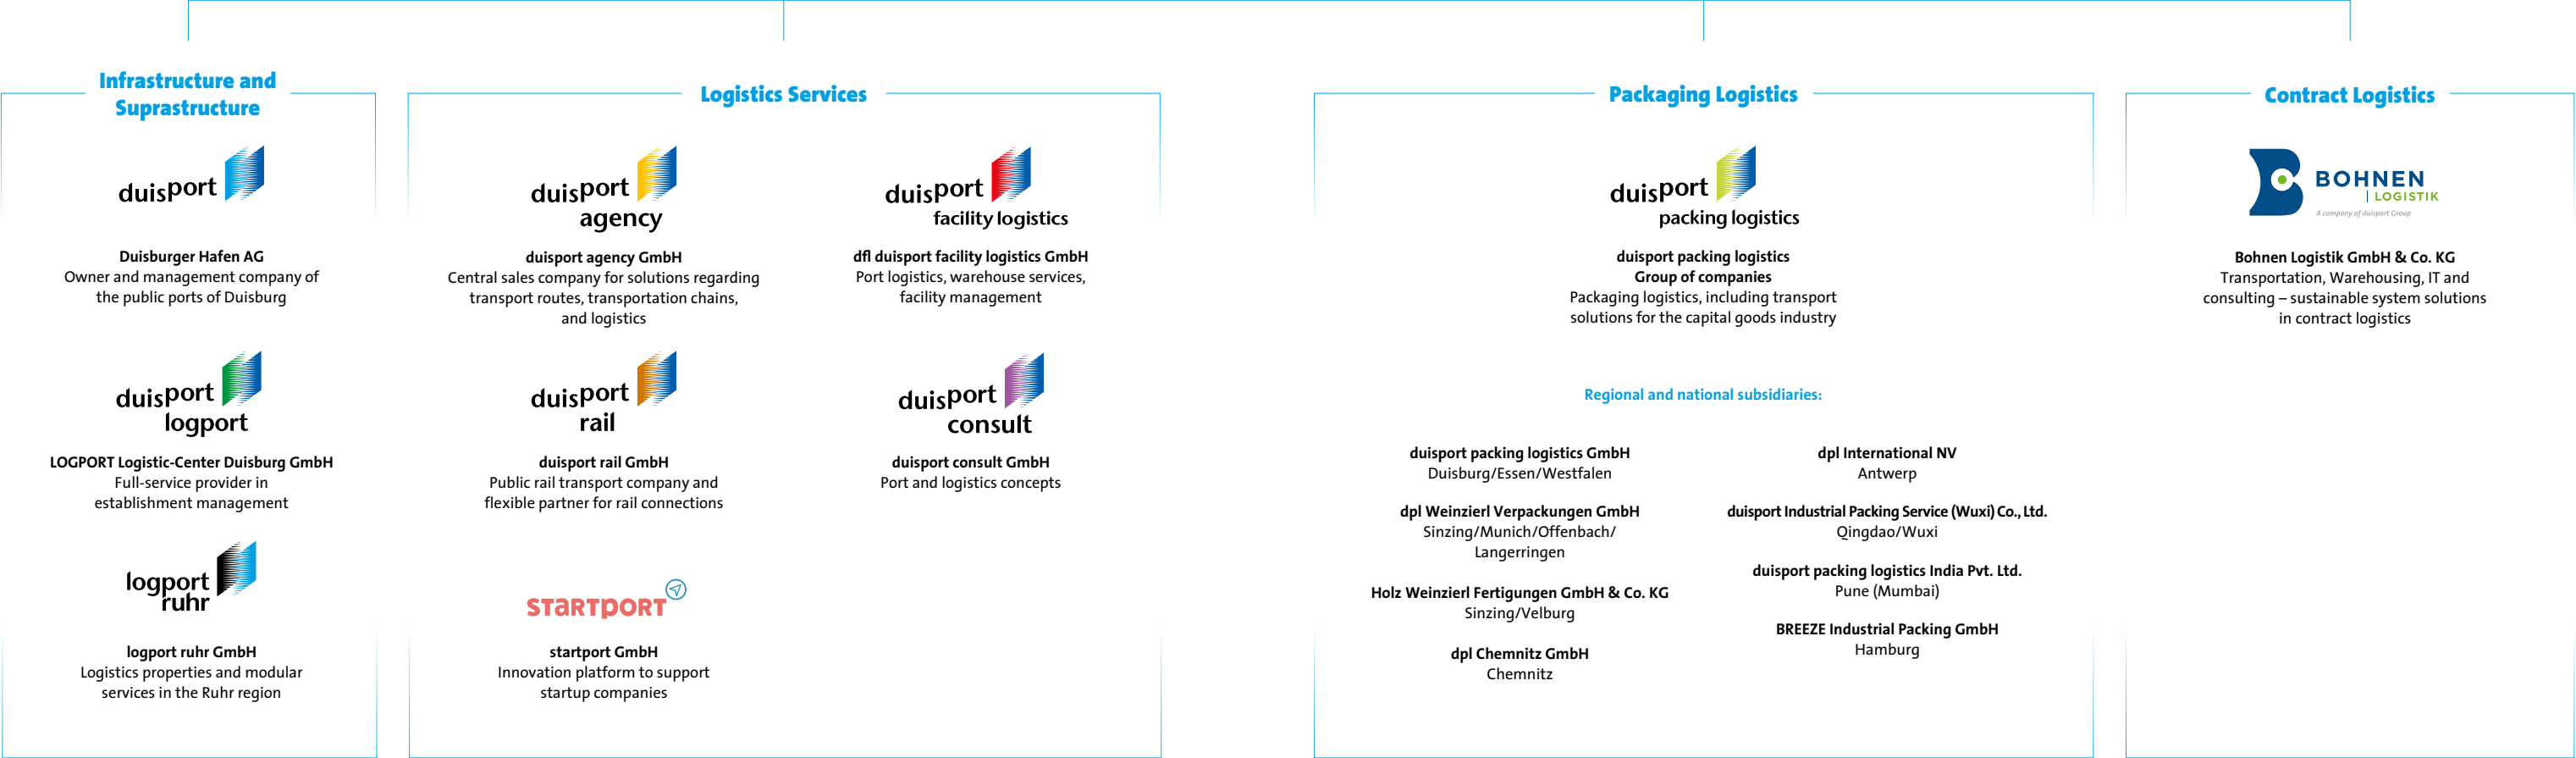 Infrastructure and
Suprastructure
duisport
Duisburger Hafen AG
Owner and management company of
the public ports of Duisburg
duisport
logport
LOGPORT Logistic-Center Duisburg GmbH
Full-service provider in
establishment management
logport
ruhr
logport ruhr GmbH
Logistics properties and modular
services in the Ruhr region
Logistics Services
duisport
agency
duisport agency GmbH
Central sales company for solutions regarding
transport routes, transportation chains,
and logistics
duisport
facility logistics
dfl duisport facility logistics GmbH
Port logistics, warehouse services,
facility management
duisport
rail
duisport rail GmbH
Public rail transport company and
flexible partner for rail connections
duisport
consult
duisport consult GmbH
Port and logistics concepts
startport
startport GmbH
Innovation platform to support
startup companies
Packaging Logistics
duisport
packing logistics
duisport packing logistics
Group of companies
Packaging logistics, including transport
solutions for the capital goods industry
Regional and national subsidiaries:
duisport packing logistics GmbH
Duisburg/Essen/Westfalen
dpl Weinzierl Verpackungen GmbH
Sinzing/Munich/Offenbach/
Langerringen
Holz Weinzierl Fertigungen GmbH & Co. KG
Sinzing/Velburg
dpl Chemnitz GmbH
Chemnitz
dpl International NV
Antwerp
duisport Industrial Packing Service (Wuxi) Co., Ltd.
Qingdao/Wuxi
duisport packing logistics India Pvt. Ltd.
Pune (Mumbai)
BREEZE Industrial Packing GmbH
Hamburg
Contract Logistics
BOHNEN
LOGISTIK
A company of duisport Group
Bohnen Logistik GmbH & Co. KG
Transportation, Warehousing, IT and
consulting – sustainable system solutions
in contract logistics